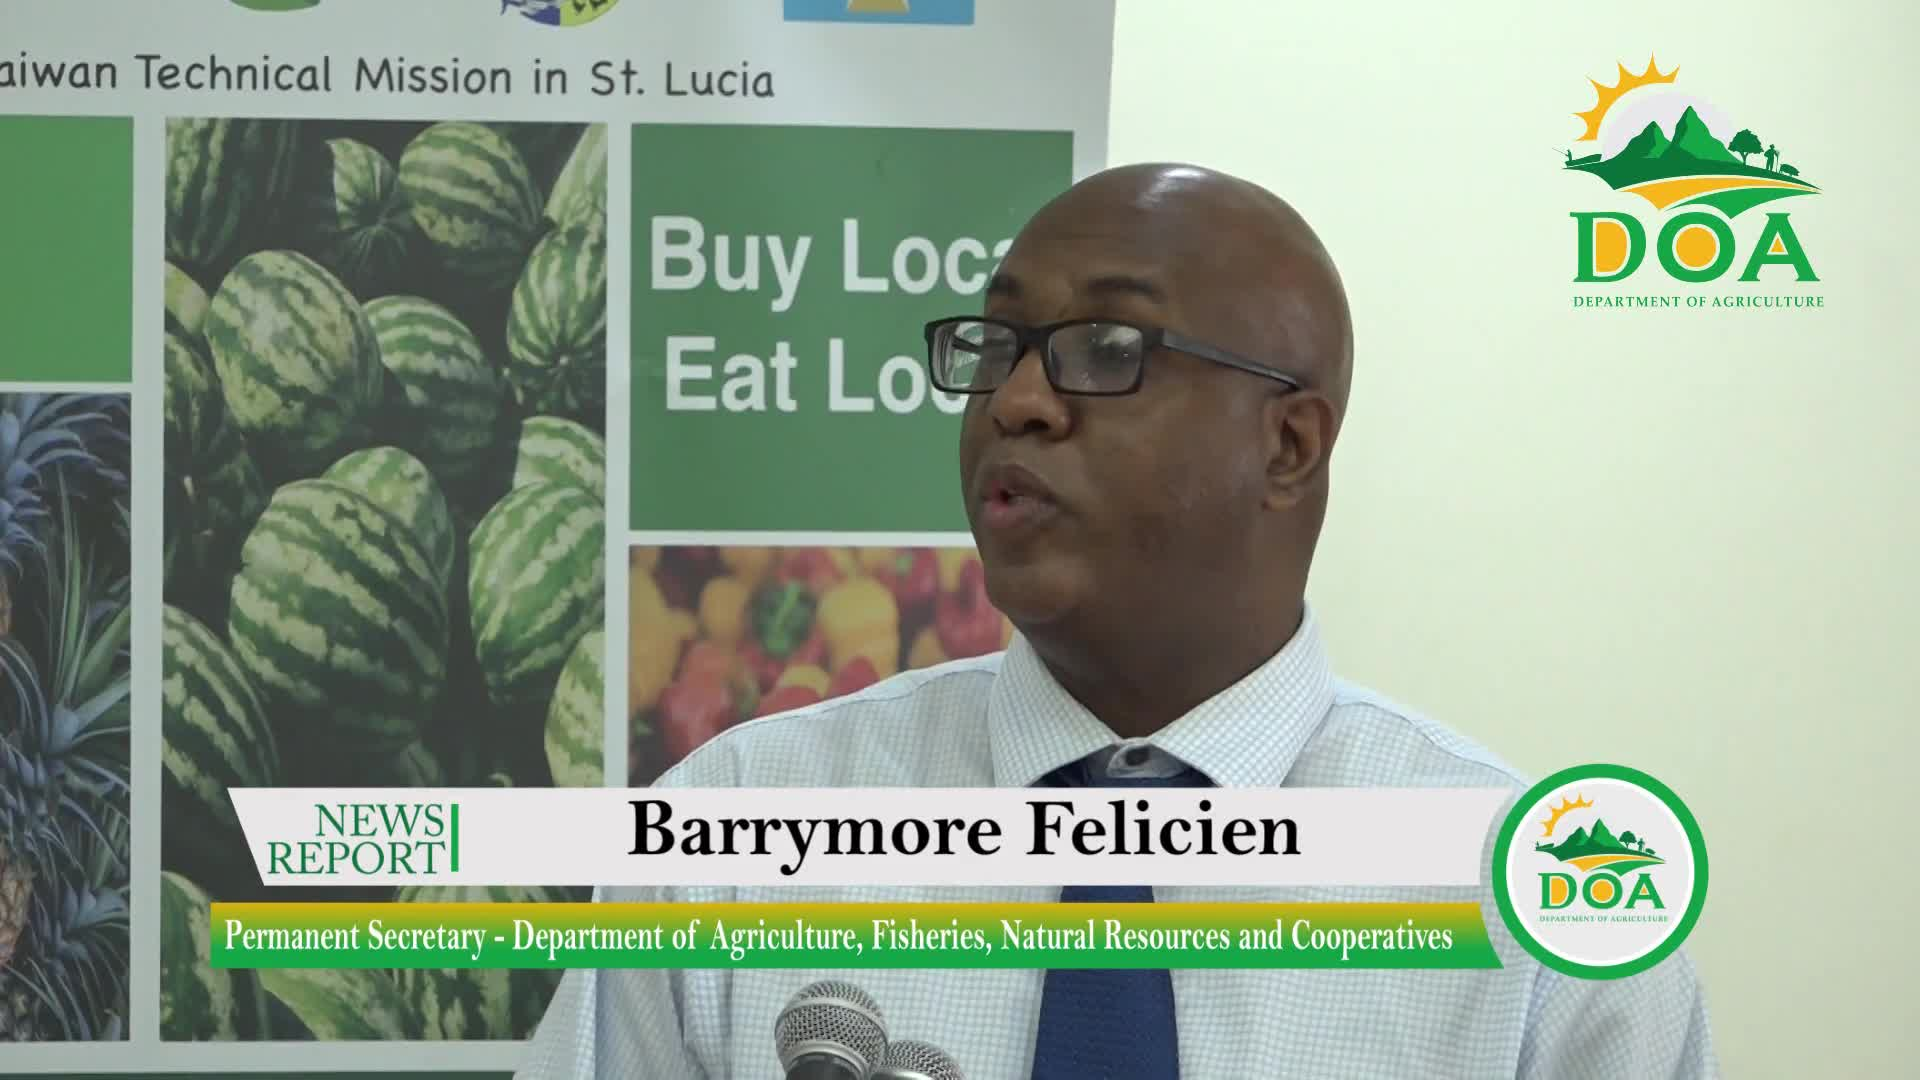 aiwan Technical Mission in St. Lucia
Buy Loca
Eat Loc
DOA
DEPARTMENT OF AGRICULTURE
NEWS
REPORT
Barrymore Felicien
Permanent Secretary - Department of Agriculture, Fisheries, Natural Resources and Cooperatives
DOA
DEPARTMENT OF AGRICULTURE